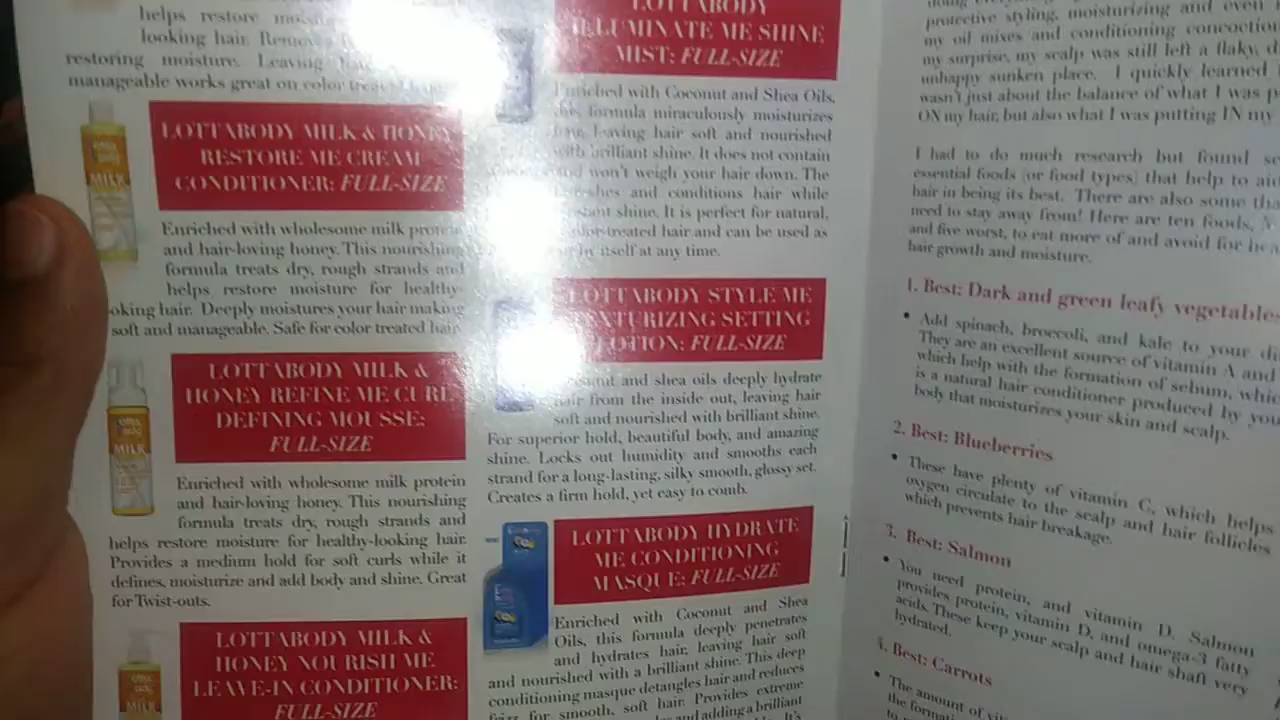 helps restore
looking hair.
restoring moisture. Leaving
manageable works great on color treated
LOTTABODY MILK & HONEY
RESTORE ME CREAM
CONDITIONER: FULL-SIZE
MILK
Enriched with wholesome milk protein
and hair-loving honey. This nourishing
formula treats dry, rough strands and
helps restore moisture for healthy-
oking hair. Deeply moistures your hair making
soft and manageable. Safe for color treated hair
LOTTABODY MILK &
HONEY REFINE ME CURL
DEFINING MOUSSE:
FULL-SIZE
MILK
Enriched with wholesome milk protein
and hair-loving honey. This nourishing
formula treats dry, rough strands and
helps restore moisture for healthy-looking hair.
Provides a medium hold for soft curls while it
defines, moisturize and add body and shine. Great
for Twist-outs.
LOTTABODY MILK &
HONEY NOURISH ME
LEAVE-IN CONDITIONER:
FULL-SIZE
MILK
LOTTABODY
ILLUMINATE ME SHINE
MIST: FULL-SIZE
Enriched with Coconut and Shea Oils,
this formula miraculously moisturizes
leaving hair soft and nourished
with brilliant shine. It does not contain
and won't weigh your hair down. The
and conditions hair while
shine. It is perfect for natural,
color-treated hair and can be used as
by itself at any time.
LOTTABODY STYLE ME
TEXTURIZING SETTING
LOTION: FULL-SIZE
and shea oils deeply hydrate
hair from the inside out, leaving hair
soft and nourished with brilliant shine.
For superior hold, beautiful body, and amazing
shine. Locks out humidity and smooths each
strand for a long-lasting, silky smooth, glossy set.
Creates a firm hold, yet easy to comb.
LOTTABODY HYDRATE
ME CONDITIONING
MASQUE: FULL-SIZE
Enriched with Coconut and Shea
Oils, this formula deeply penetrates
and hydrates hair, leaving hair soft
and nourished with a brilliant shine. This deep
conditioning masque detangles hair and reduces
frizz for smooth, soft hair. Provides extreme
and adding a brilliant
It's
protective styling, moisturizing and even
my oil mixes and conditioning concoction
my surprise, my scalp was still left a flaky,
unhappy sunken place. I quickly learned
wasn't just about the balance of what I was
ON my hair, but also what I was putting IN my
I had to do much research but found
essential foods (or food types) that help to
hair in being its best. There are also some
need to stay away from! Here are ten foods,
and five worst, to eat more of and avoid for
hair growth and moisture.
1. Best: Dark and green leafy vegetables
• Add spinach, broccoli, and kale to your
They are an excellent source of vitamin A and
which help with the formation of sebum,
is a natural hair conditioner produced by
body that moisturizes your skin and scalp.
2. Best: Blueberries
• These have plenty of vitamin C, which helps
oxygen circulate to the scalp and hair follicles
which prevents hair breakage.
3. Best: Salmon
• You need protein, and vitamin D. Salmon
provides protein, vitamin D, and omega-3 fatty
acids. These keep your scalp and hair shaft very
hydrated.
4. Best: Carrots
• The amount of
the